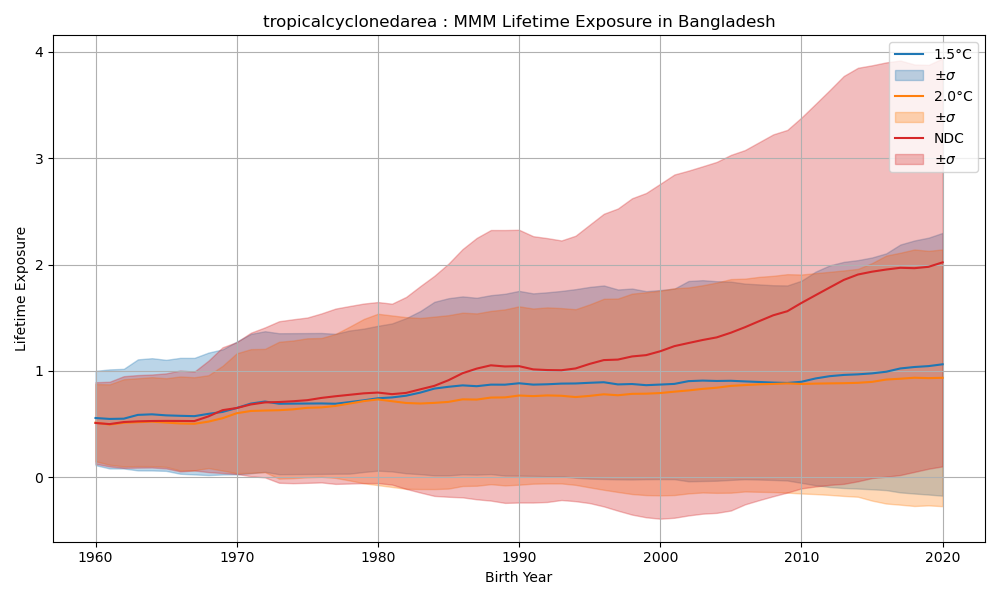 tropicalcyclonedarea : MMM Lifetime Exposure in Bangladesh
Lifetime Exposure
4
3
2
1
0
1.5°C
±σ
2.0°C
±σ
NDC
±σ
1960 1970 1980 1990 2000 2010 2020
Birth Year